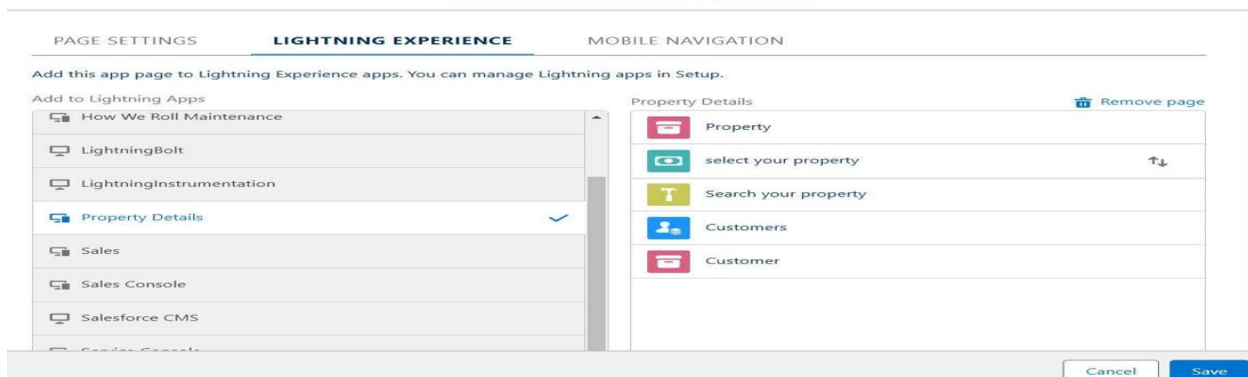 PAGE SETTINGS LIGHTNING EXPERIENCE MOBILE NAVIGATION
Add this app page to Lightning Experience apps. You can manage Lightning apps in Setup.
Add to Lightning Apps
How We Roll Maintenance
LightningBolt
LightningInstrumentation
Property Details
Sales
Sales Console
Salesforce CMS
Property Details Remove page
Property
select your property
Search your property
Customers
Customer
Cancel Save